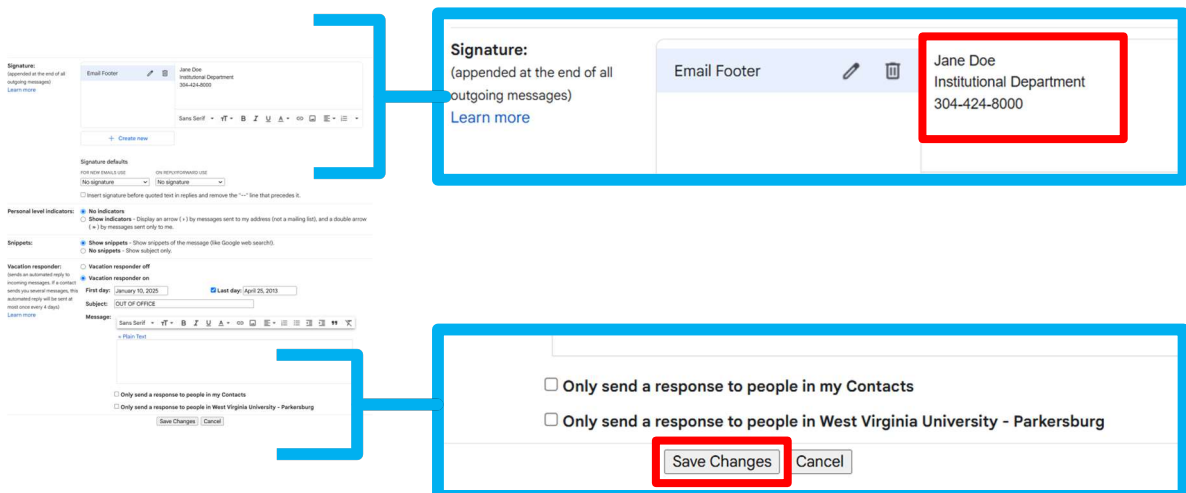 Signature:
(appended at the end of all
outgoing messages)
Learn more
Email Footer
Jane Doe
Institutional Department
304-424-8000
Sans Serif
B I U A
+ Create new
Signature defaults
FOR NEW EMAILS USE
ON REPLY/FORWARD USE
No signature
No signature
Insert signature before quoted text in replies and remove the "--" line that precedes it.
Personal level indicators:
No indicators
Show indicators - Display an arrow ( › ) by messages sent to my address (not a mailing list), and a double arrow
( » ) by messages sent only to me.
Snippets:
Show snippets - Show snippets of the message (like Google web search!).
No snippets - Show subject only.
Vacation responder:
(sends an automated reply to
incoming messages. If a contact
sends you several messages, this
automated reply will be sent at
most once every 4 days)
Learn more
Vacation responder off
Vacation responder on
First day: January 10, 2025
Last day: April 25, 2013
Subject: OUT OF OFFICE
Message:
Sans Serif
B I U A
« Plain Text
Only send a response to people in my Contacts
Only send a response to people in West Virginia University - Parkersburg
Save Changes Cancel
Signature:
(appended at the end of all
outgoing messages)
Learn more
Email Footer
Jane Doe
Institutional Department
304-424-8000
Only send a response to people in my Contacts
Only send a response to people in West Virginia University - Parkersburg
Save Changes Cancel